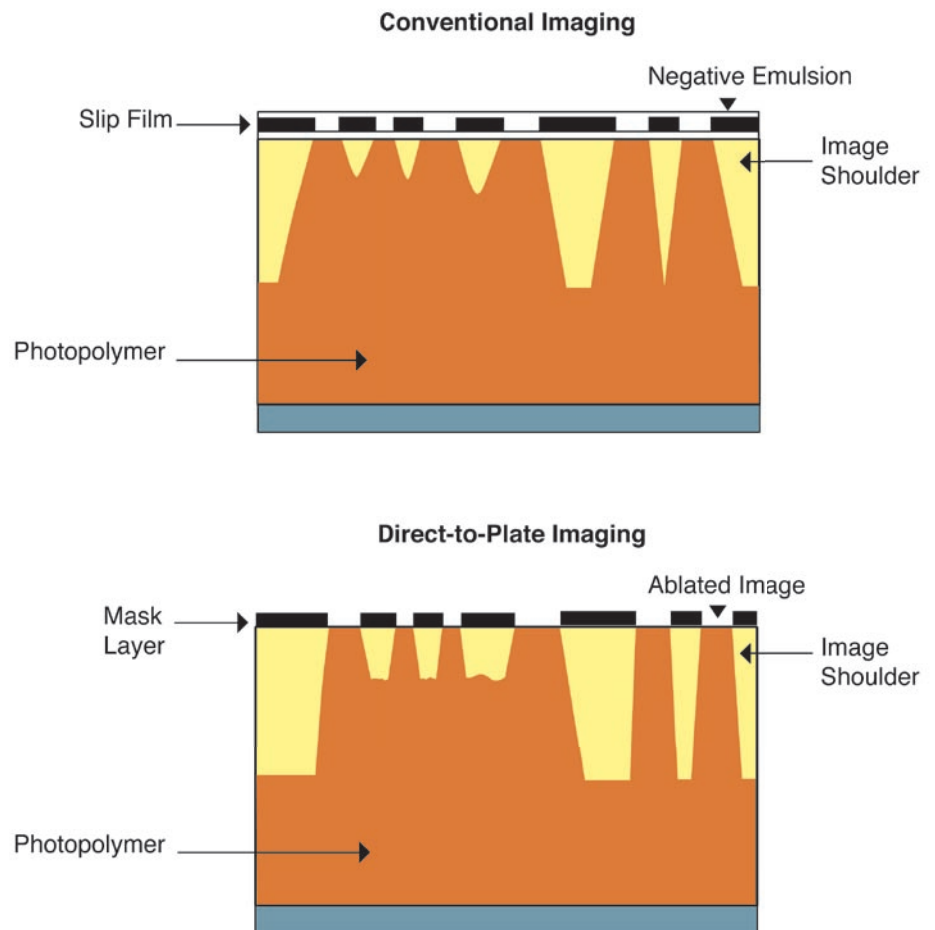 Conventional Imaging
Negative Emulsion
Slip Film
Image
Shoulder
Photopolymer
Direct-to-Plate Imaging
Ablated Image
Mask
Layer
Image
Shoulder
Photopolymer